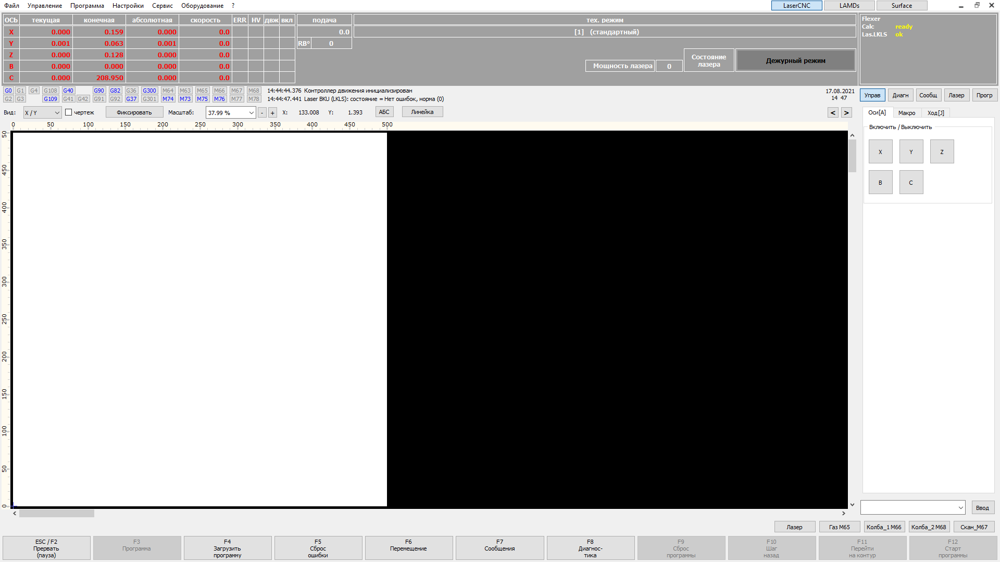 Файл Управление Программа Настройки Сервис Оборудование ? LaserCNC LAMDs Surface
ОСЬ текущая конечная абсолютная скорость ERR HV движ вкл подача тех. режим
X 0.000 0.159 0.000 0.0 0.0 [1] (стандартный)
Y 0.001 0.063 0.001 0.0 RBº 0
Z 0.000 0.128 0.000 0.0
B 0.000 0.000 0.000 0.0
C 0.000 208.950 0.000 0.0
Мощность лазера 0
Состояние
лазера
Дежурный режим
Flexer
Calc ready
Las.LKLS ok
G0 G1 G4 G108 G40 G90 G82 G36 G300 M64 M63 M65 M66 M67 M68 14:44:44.376 Контроллер движения инициализирован
G2 G3 G109 G41 G42 G91 G92 G37 G301 M74 M73 M75 M76 M77 M78 14:44:47.441 Laser BKU (LKLS): состояние = Нет ошибок, норма (0)
17.08.2021
14 47
Управ Диагн Сообщ Лазер Прогр
Вид: X / Y чертеж Фиксировать Масштаб: 37.99 % - + X: 133.008 Y: 1.393 АБС Линейка < >
Оси[A] Макро Ход[J]
0 50 100 150 200 250 300 350 400 450 500
50
450
400
350
300
250
200
150
100
50
0
Включить / Выключить
X Y Z
B C
Ввод
Лазер Газ M65 Колба_1 M66 Колба_2 M68 Скан_M67
ESC / F2
Прервать
(пауза)
F3
Программа
F4
Загрузить
программу
F5
Сброс
ошибки
F6
Перемещение
F7
Сообщения
F8
Диагнос-
тика
F9
Сброс
программы
F10
Шаг
назад
F11
Перейти
на контур
F12
Старт
программы